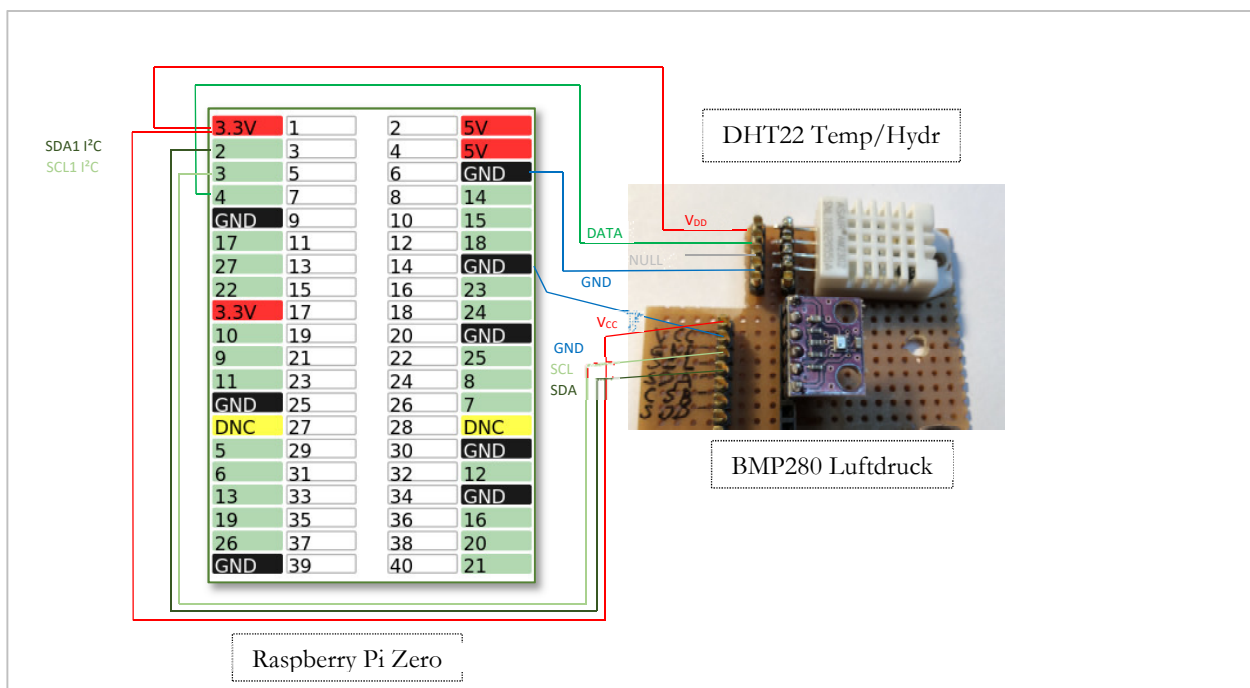 DHT22 Temp/Hydr
3.3V 1 2 5V
SDA1 I²C
2 3 4 5V
SCL1 I²C
3 5 6 GND
4 7 8 14
GND 9 10 15
17 11 12 18
27 13 14 GND
22 15 16 23
3.3V 17 18 24
10 19 20 GND
9 21 22 25
11 23 24 8
GND 25 26 7
DNC 27 28 DNC
5 29 30 GND
6 31 32 12
13 33 34 GND
19 35 36 16
26 37 38 20
GND 39 40 21
VDD
DATA
NULL
GND
VCC
GND
SCL
SDA
VCC
SCL
SDA
CSB
BMP280 Luftdruck
Raspberry Pi Zero